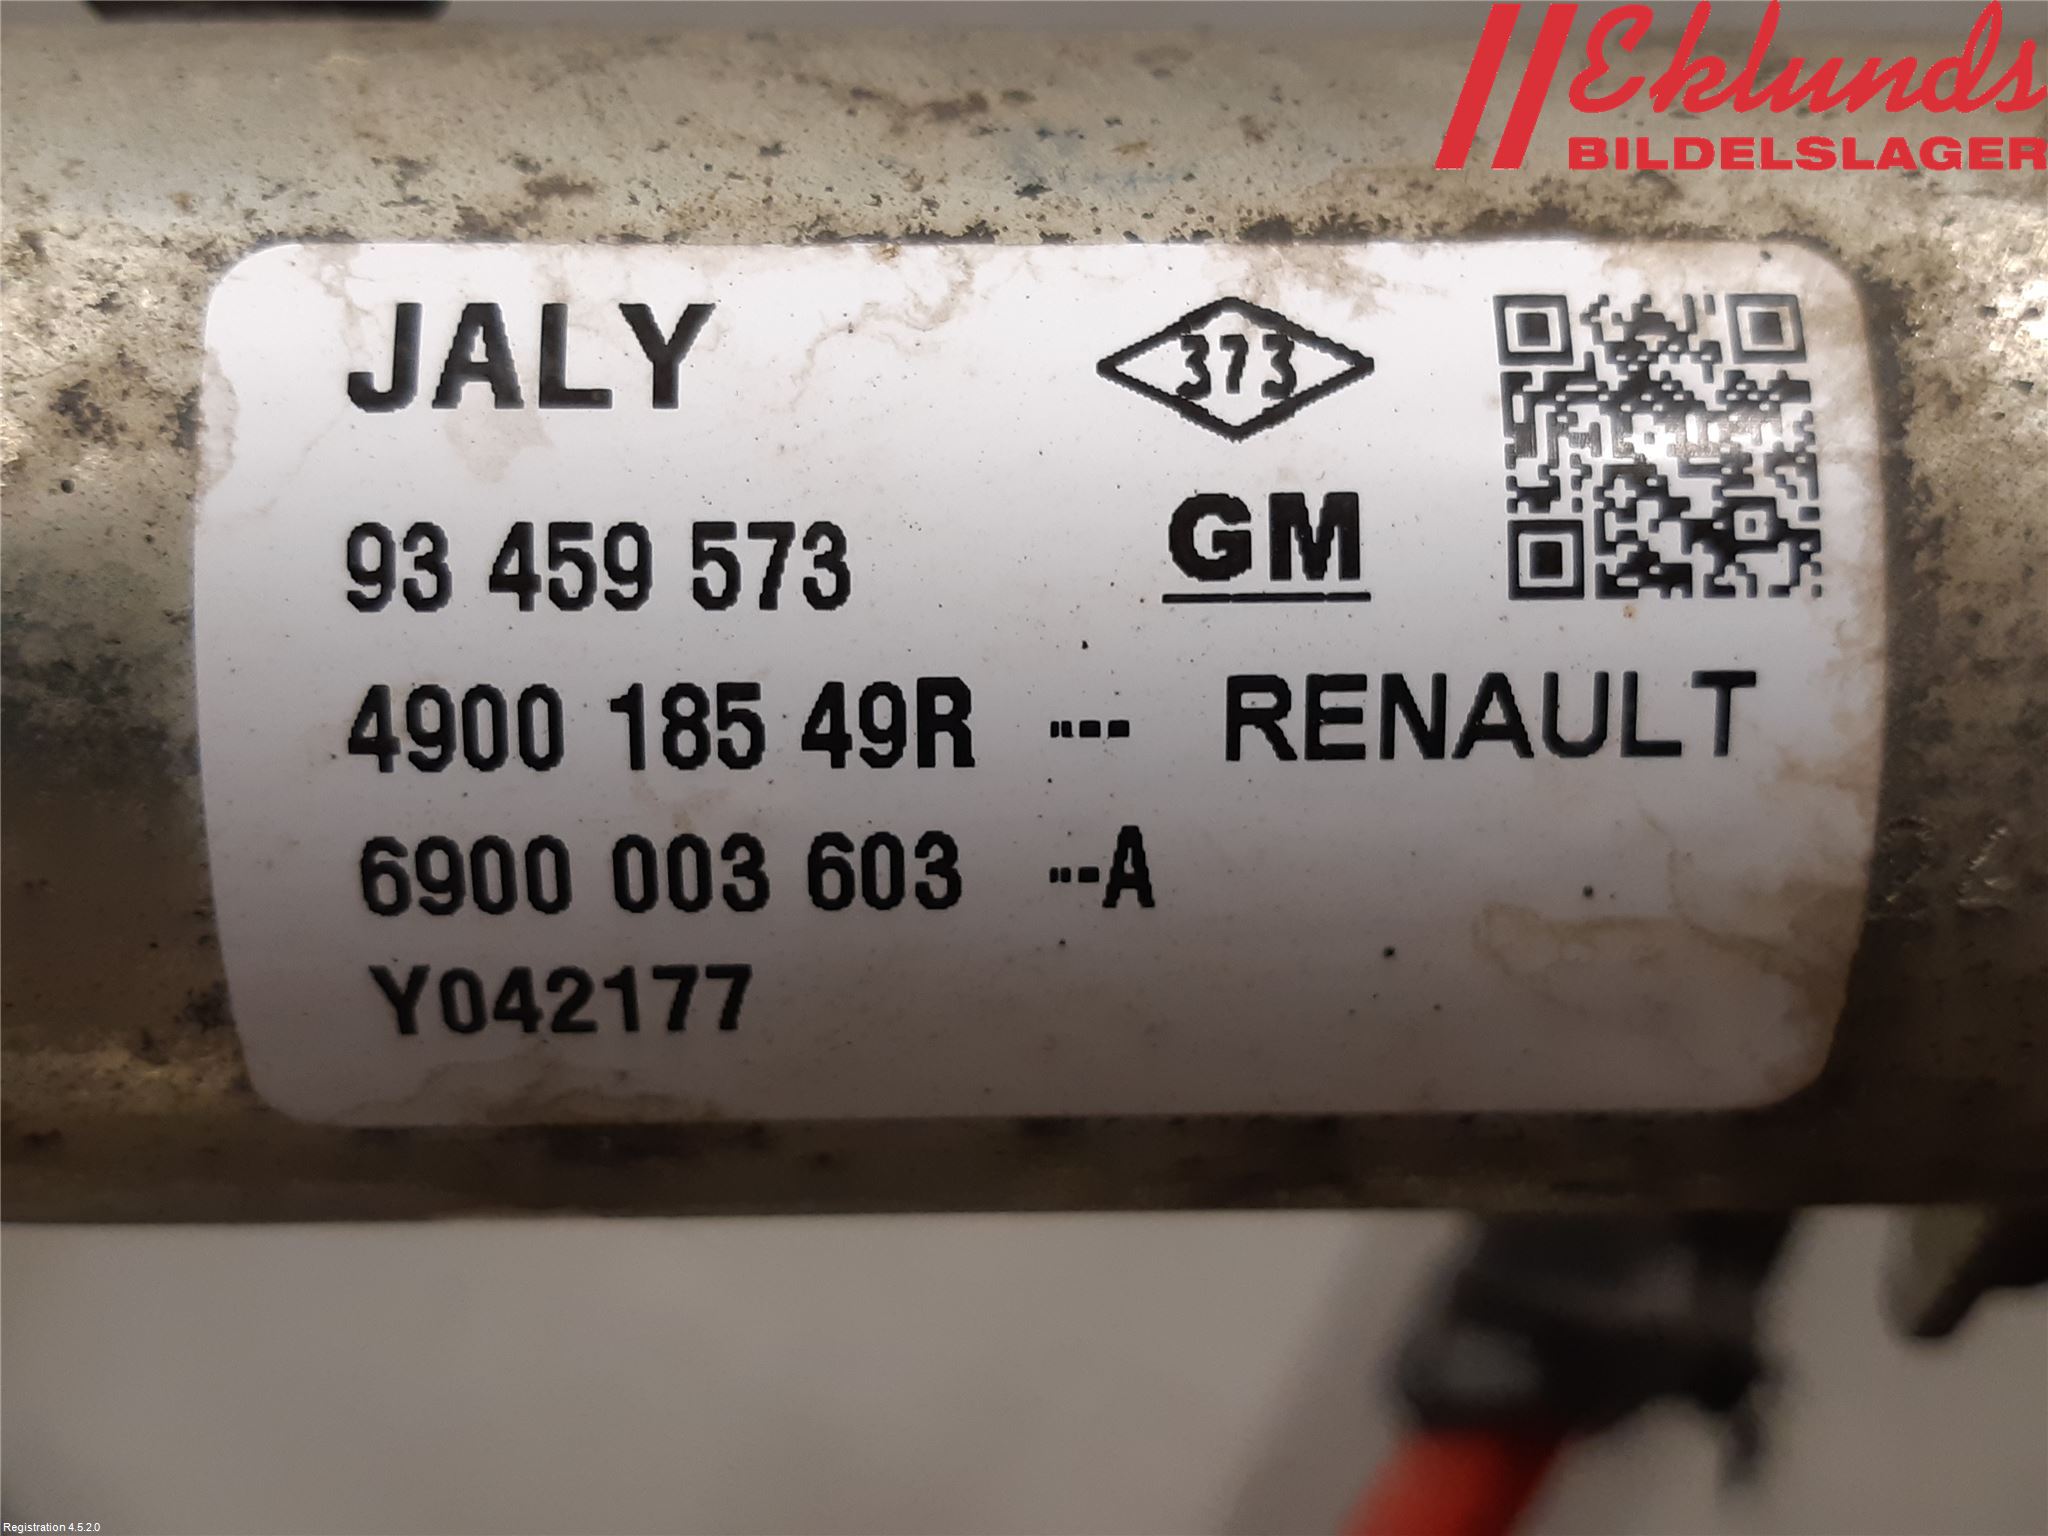 Eklunds
BILDELSLAGER
JALY
373
93 459 573
GM
4900 185 49R --- RENAULT
6900 003 603 ---A
Y042177
Registration 4.5.2.0